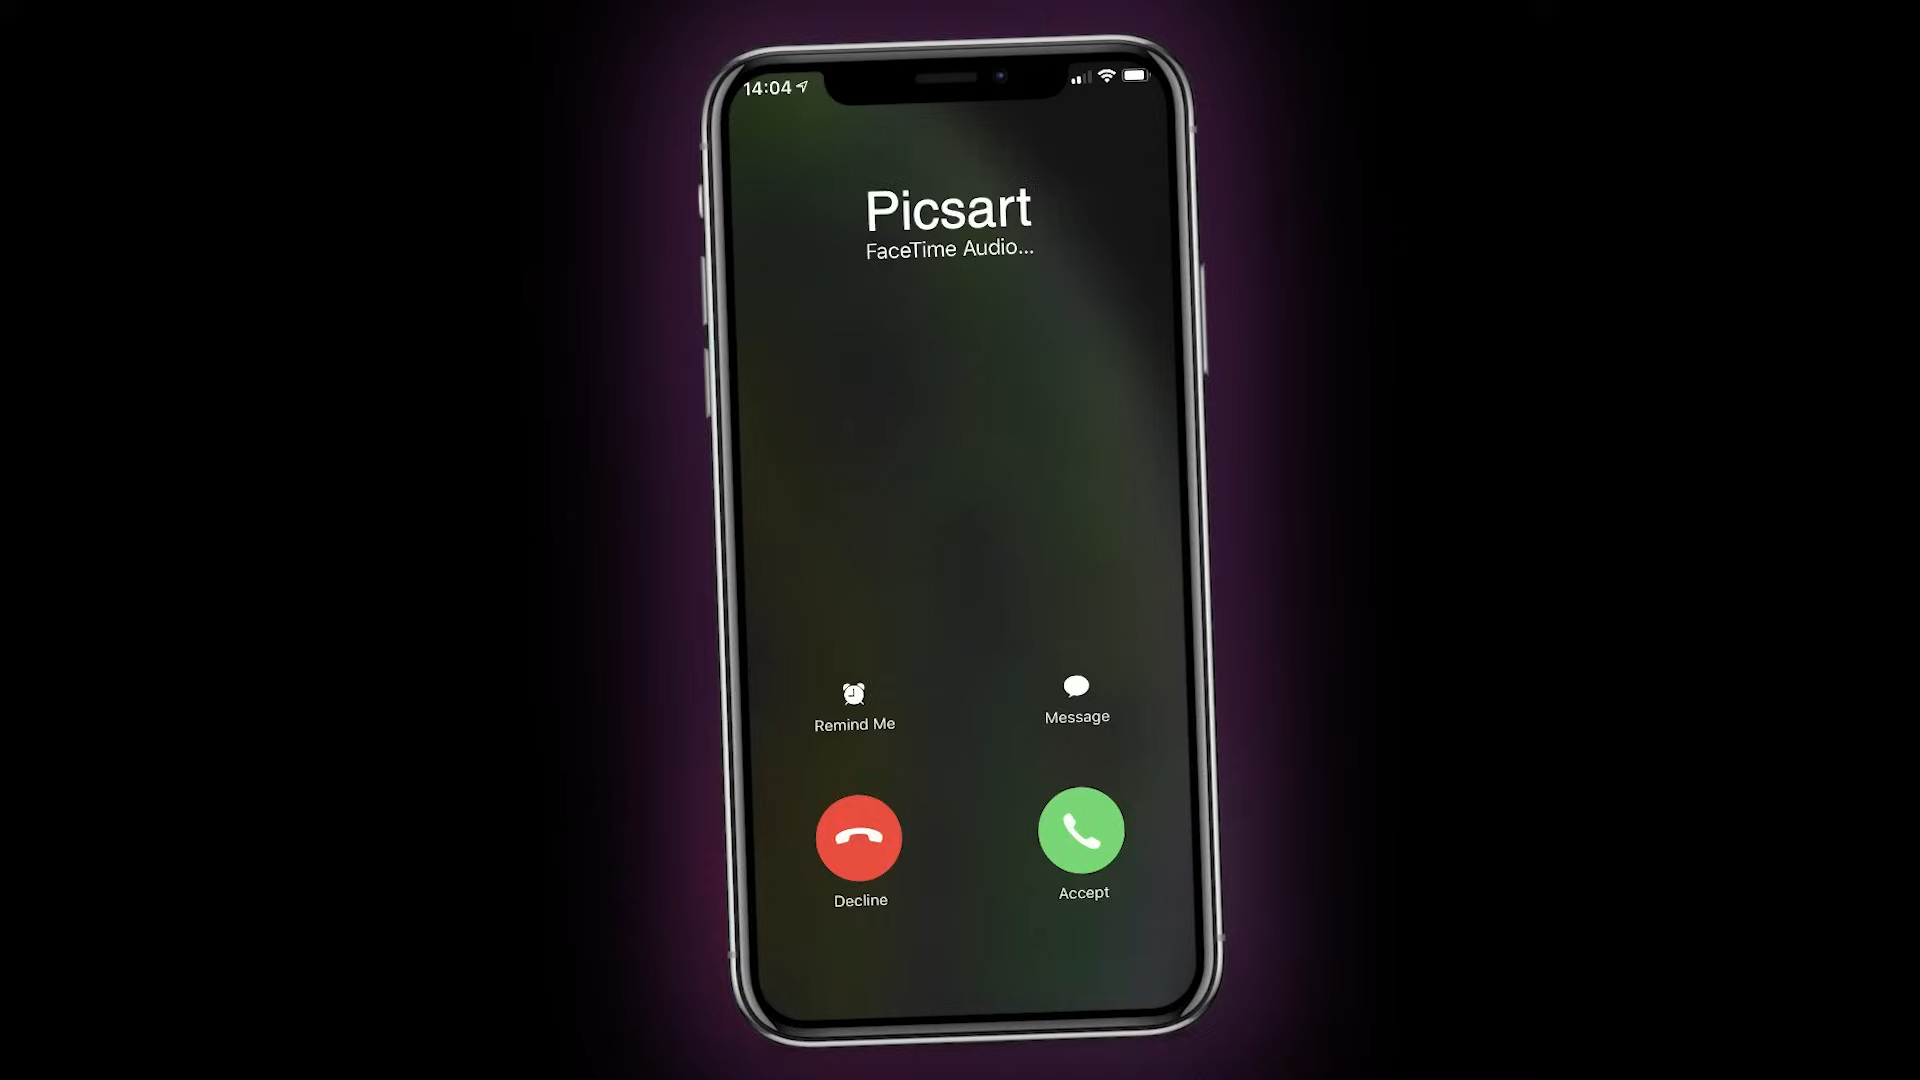 14:04
Picsart
FaceTime Audio...
Remind Me
Message
Decline
Accept